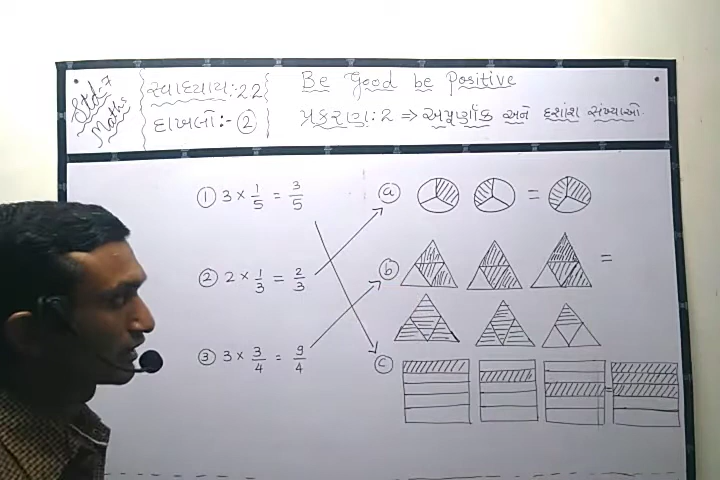 Std-7
Maths
સ્વાધ્યાય:2.2
દાખલો:- ②
Be Good be Positive
પ્રકરણ:2 ⇒ અપૂર્ણાંક અને દશાંશ સંખ્યાઓ.
① 3 × 1/5 = 3/5
② 2 × 1/3 = 2/3
③ 3 × 3/4 = 9/4
ⓐ =
ⓑ =
ⓒ =